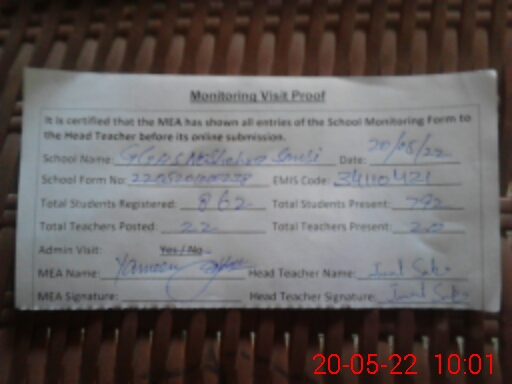 Monitoring Visit Proof
It is certified that the MEA has shown all entries of the School Monitoring Form to
the Head Teacher before its online submission.
School Name: Date: 20/05/22
School Form No: EMIS Code: 34110421
Total Students Registered: 862 Total Students Present: 792
Total Teachers Posted: 22 Total Teachers Present: 20
Admin Visit: Yes / No
MEA Name: Yameen Head Teacher Name:
MEA Signature: Head Teacher Signature:
20-05-22 10:01